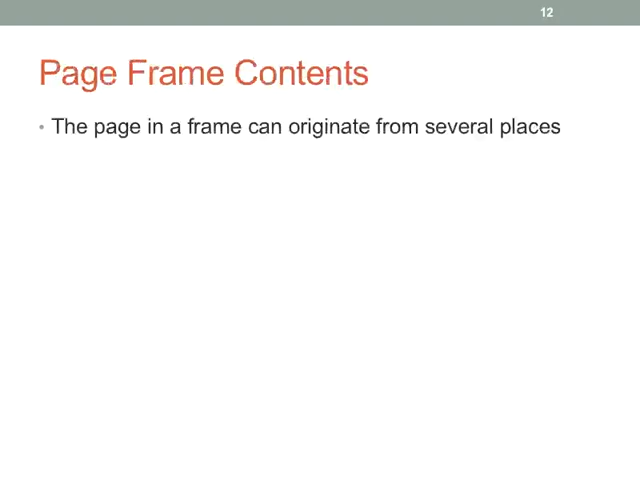 12
Page Frame Contents
• The page in a frame can originate from several places